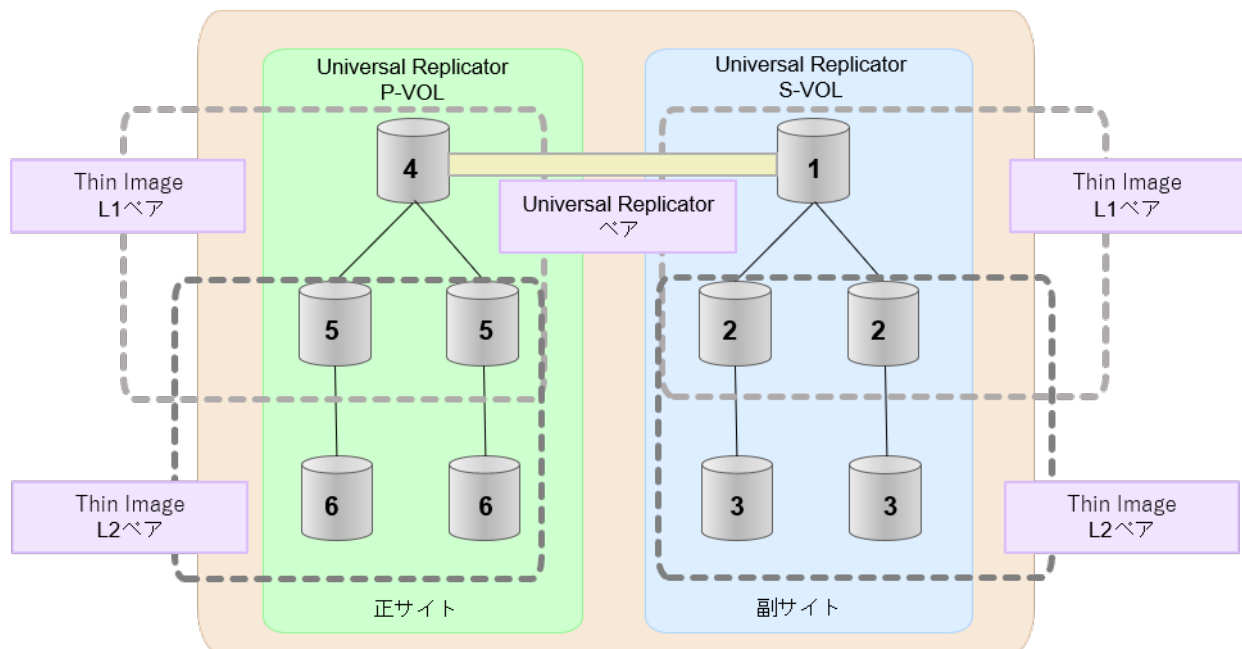 Universal Replicator
P-VOL
Universal Replicator
S-VOL
4
1
Thin Image
L1ペア
Universal Replicator
ペア
Thin Image
L1ペア
5
5
2
2
6
6
3
3
Thin Image
L2ペア
Thin Image
L2ペア
正サイト
副サイト